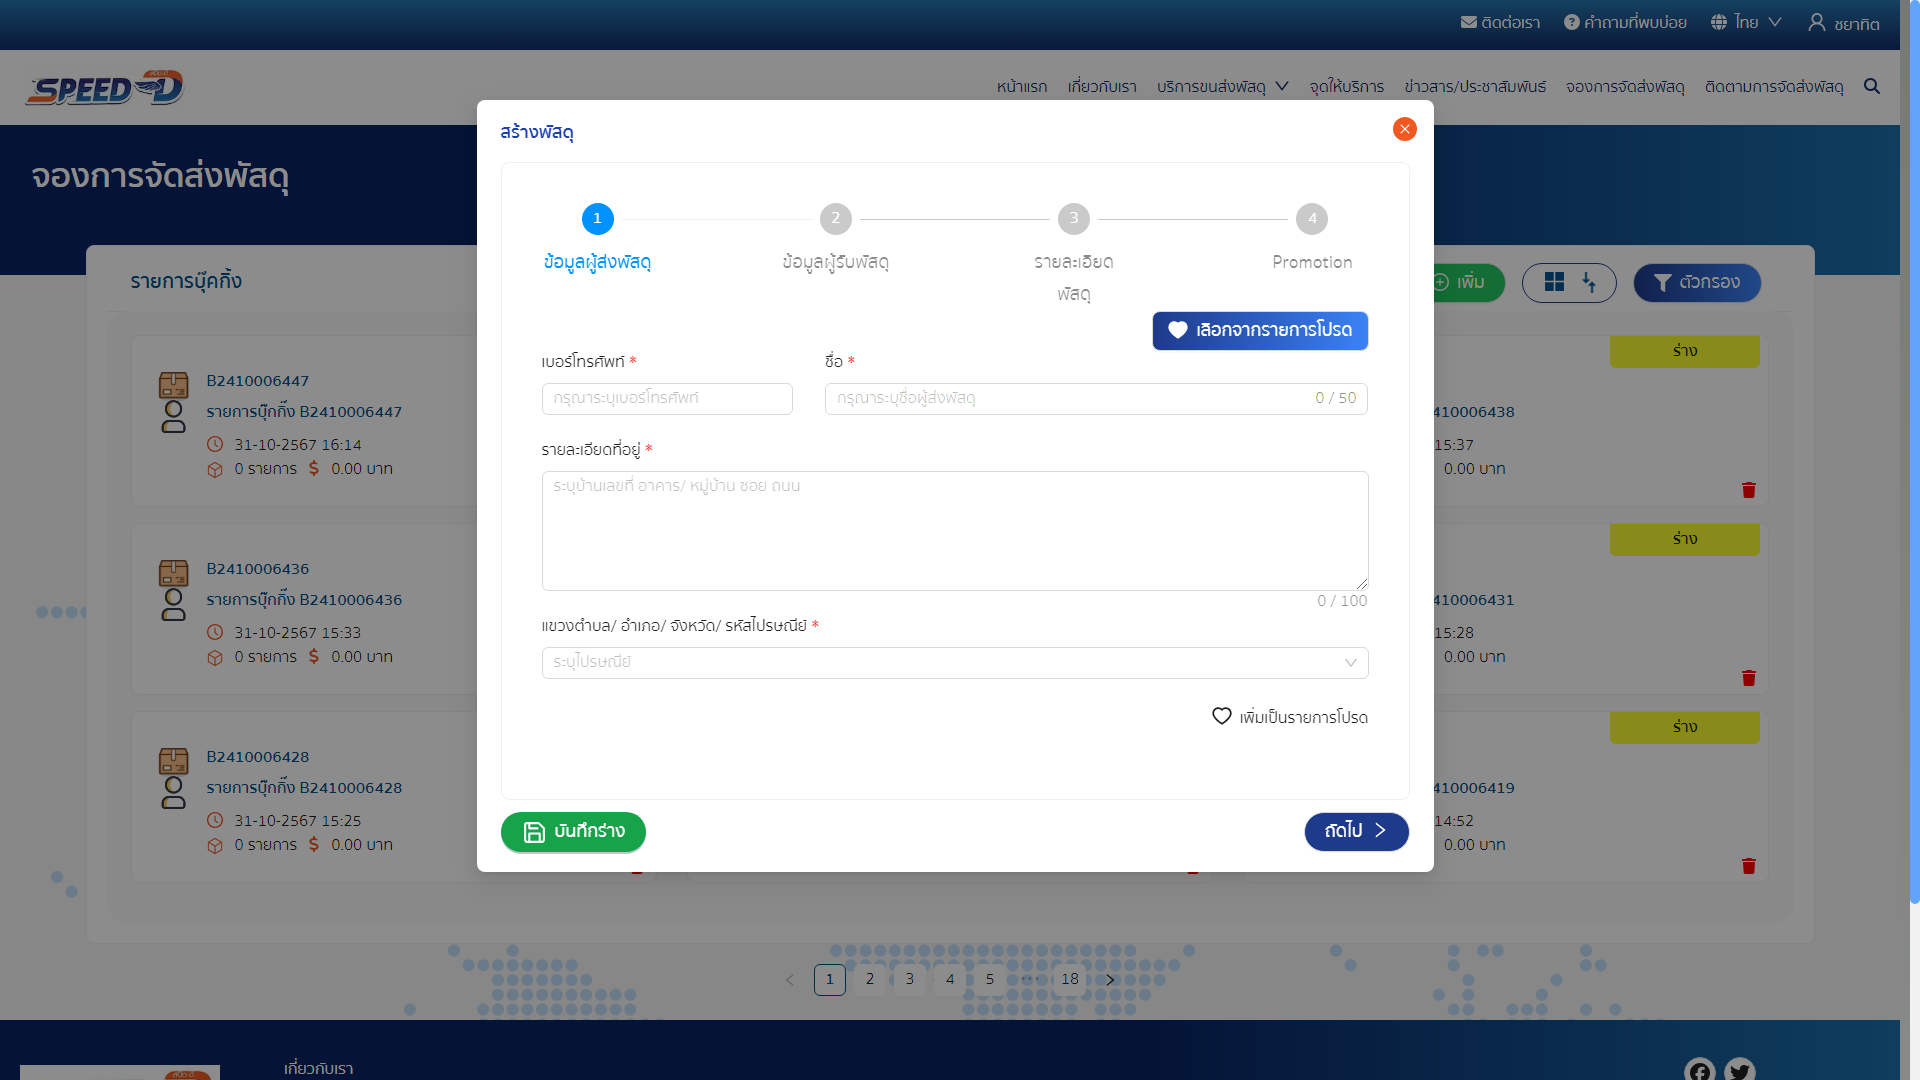 ติดต่อเรา
คำถามที่พบบ่อย
ไทย
ชยาทิต
SPEED-D
หน้าแรก
เกี่ยวกับเรา
บริการขนส่งพัสดุ
จุดให้บริการ
ข่าวสาร/ประชาสัมพันธ์
จองการจัดส่งพัสดุ
ติดตามการจัดส่งพัสดุ
จองการจัดส่งพัสดุ
สร้างพัสดุ
1
2
3
4
ข้อมูลผู้ส่งพัสดุ
ข้อมูลผู้รับพัสดุ
รายละเอียด
พัสดุ
Promotion
เลือกจากรายการโปรด
เบอร์โทรศัพท์ *
ชื่อ *
กรุณาระบุเบอร์โทรศัพท์
กรุณาระบุชื่อผู้ส่งพัสดุ
0 / 50
รายละเอียดที่อยู่ *
ระบุบ้านเลขที่ อาคาร/ หมู่บ้าน ซอย ถนน
0 / 100
แขวงตำบล/ อำเภอ/ จังหวัด/ รหัสไปรษณีย์ *
ระบุไปรษณีย์
เพิ่มเป็นรายการโปรด
บันทึกร่าง
ถัดไป
รายการบุ๊คกิ้ง
เพิ่ม
ตัวกรอง
B2410006447
รายการบุ๊กกิ๊ง B2410006447
31-10-2567 16:14
0 รายการ
0.00 บาท
ร่าง
410006438
15:37
0.00 บาท
B2410006436
รายการบุ๊กกิ๊ง B2410006436
31-10-2567 15:33
0 รายการ
0.00 บาท
ร่าง
410006431
15:28
0.00 บาท
B2410006428
รายการบุ๊กกิ๊ง B2410006428
31-10-2567 15:25
0 รายการ
0.00 บาท
ร่าง
410006419
14:52
0.00 บาท
1
2
3
4
5
•••
18
เกี่ยวกับเรา